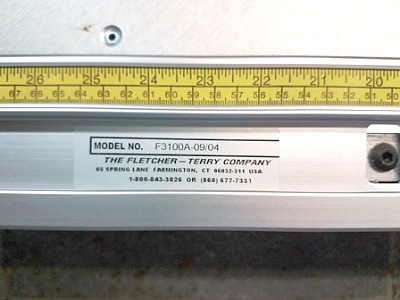 26 25 24 23 22 21 20
67 66 65 64 63 62 61 60 59 58 57 56 55 54 53 52 51 50
MODEL NO. F3100A-09/04
THE FLETCHER–TERRY COMPANY
65 SPRING LANE FARMINGTON, CT 06032-311 USA
1-800-843-3826 OR (860) 677-7331